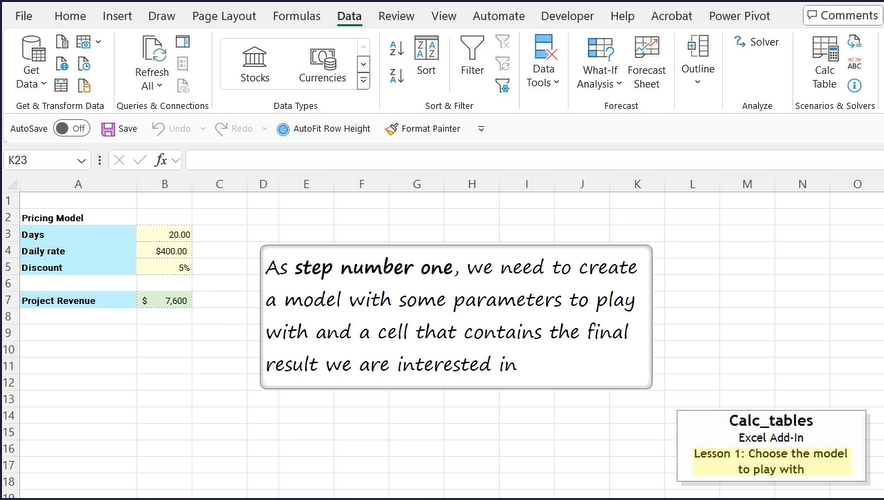 File Home Insert Draw Page Layout Formulas Data Review View Automate Developer Help Acrobat Power Pivot Comments
Get Data
Refresh All
Stocks
Currencies
Sort
Filter
Data Tools
What-If Analysis
Forecast Sheet
Outline
Solver
Calc Table
ABC
Get & Transform Data Queries & Connections Data Types Sort & Filter Forecast Analyze Scenarios & Solvers
AutoSave Off Save Undo Redo AutoFit Row Height Format Painter
K23 fx
A B C D E F G H I J K L M N O
1
2 Pricing Model
3 Days 20.00
4 Daily rate $400.00
5 Discount 5%
6
7 Project Revenue $ 7,600
8
9
10
11
12
13
14
15
16
17
18
19
As step number one, we need to create
a model with some parameters to play
with and a cell that contains the final
result we are interested in
Calc_tables
Excel Add-In
Lesson 1: Choose the model
to play with